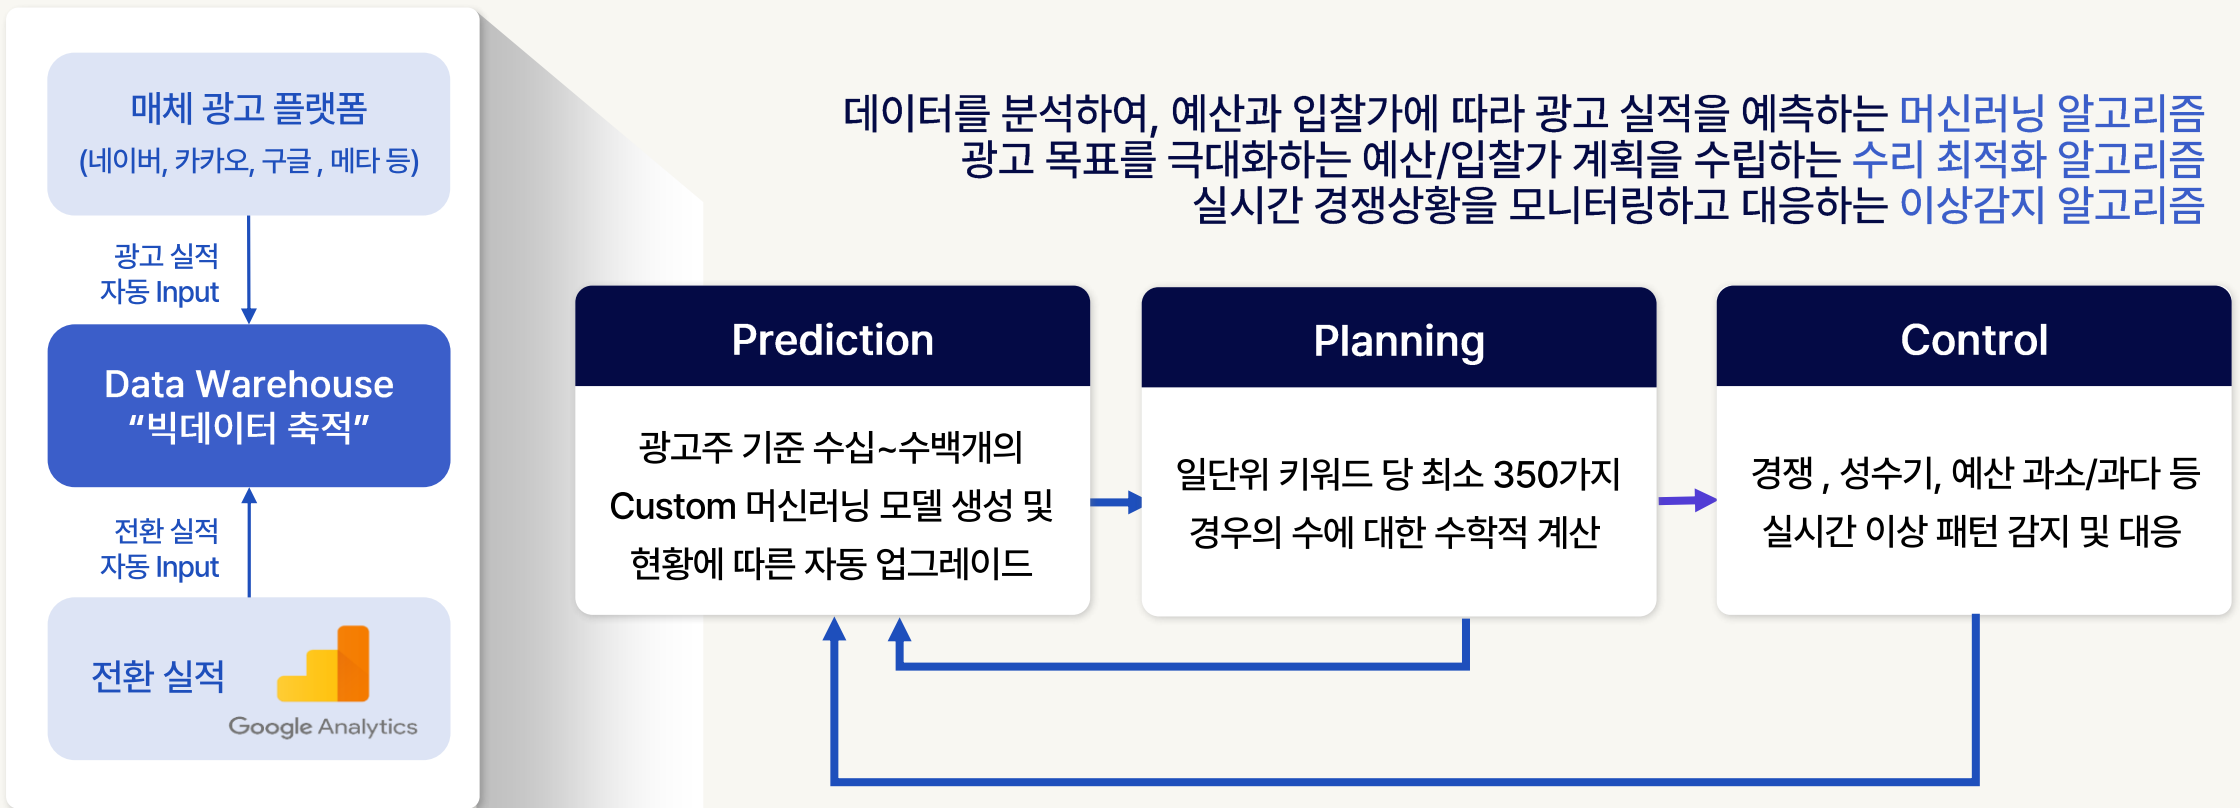 매체 광고 플랫폼
(네이버, 카카오, 구글 , 메타 등)
광고 실적
자동 Input
Data Warehouse
“빅데이터 축적”
전환 실적
자동 Input
전환 실적
Google Analytics
데이터를 분석하여, 예산과 입찰가에 따라 광고 실적을 예측하는 머신러닝 알고리즘
광고 목표를 극대화하는 예산/입찰가 계획을 수립하는 수리 최적화 알고리즘
실시간 경쟁상황을 모니터링하고 대응하는 이상감지 알고리즘
Prediction
광고주 기준 수십~수백개의
Custom 머신러닝 모델 생성 및
현황에 따른 자동 업그레이드
Planning
일단위 키워드 당 최소 350가지
경우의 수에 대한 수학적 계산
Control
경쟁 , 성수기, 예산 과소/과다 등
실시간 이상 패턴 감지 및 대응